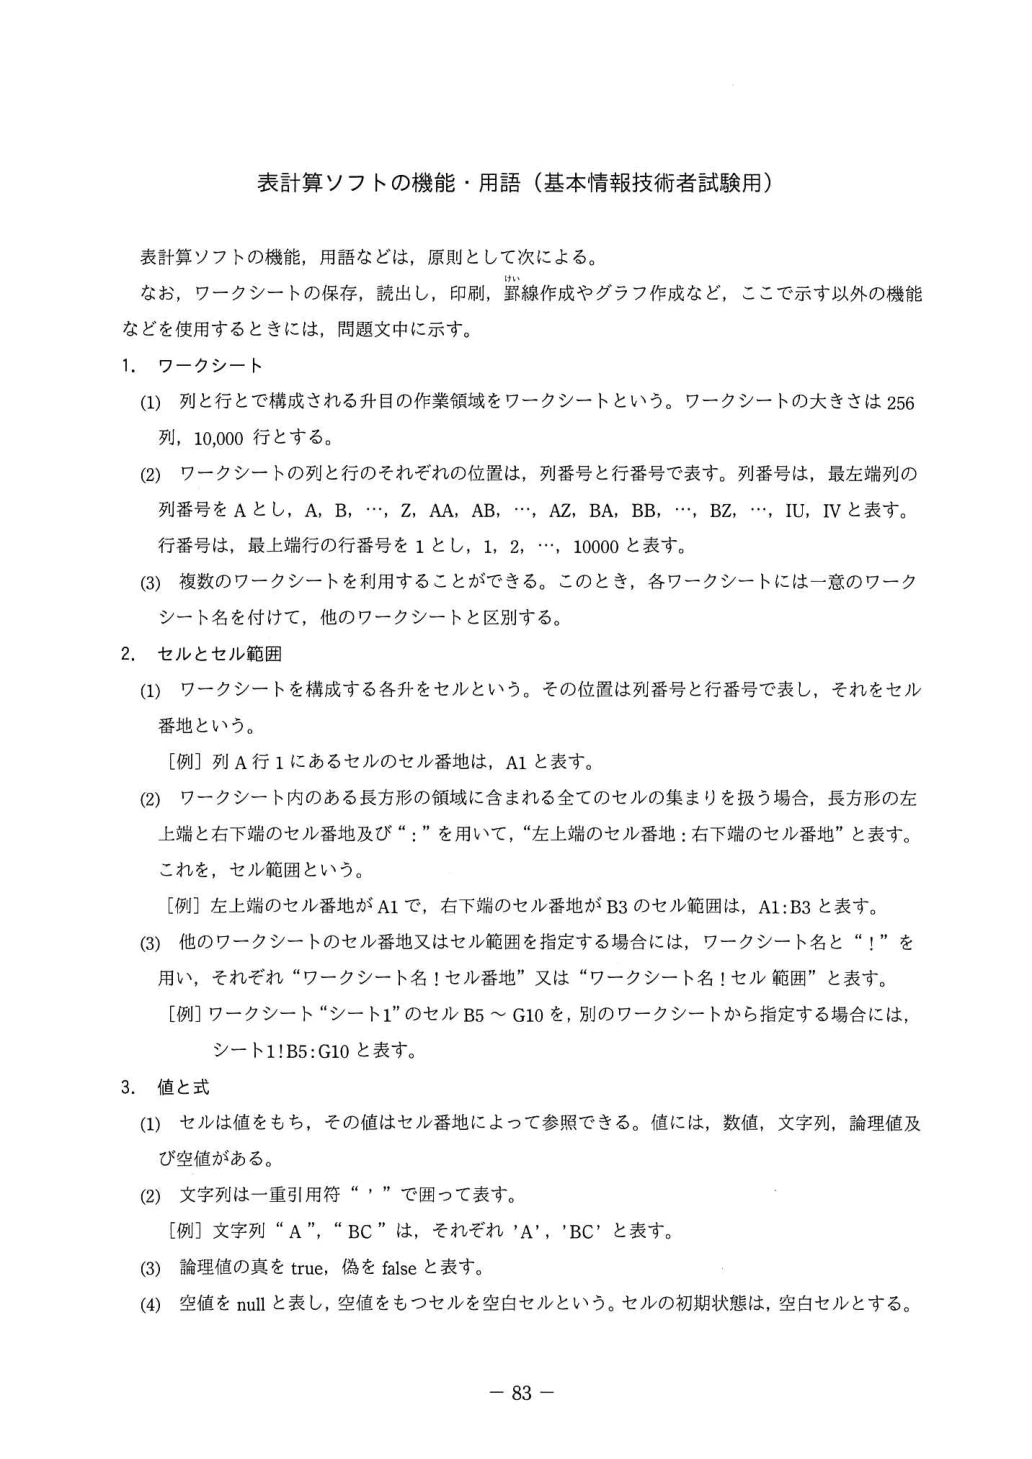 表計算ソフトの機能・用語（基本情報技術者試験用）
表計算ソフトの機能，用語などは，原則として次による。
なお，ワークシートの保存，読出し，印刷，罫線作成やグラフ作成など，ここで示す以外の機能
けい
などを使用するときには，問題文中に示す。
1． ワークシート
(1) 列と行とで構成される升目の作業領域をワークシートという。ワークシートの大きさは 256
列，10,000 行とする。
(2) ワークシートの列と行のそれぞれの位置は，列番号と行番号で表す。列番号は，最左端列の
列番号を A とし，A，B，…，Z，AA，AB，…，AZ，BA，BB，…，BZ，…，IU，IV と表す。
行番号は，最上端行の行番号を 1 とし，1，2，…，10000 と表す。
(3) 複数のワークシートを利用することができる。このとき，各ワークシートには一意のワーク
シート名を付けて，他のワークシートと区別する。
2． セルとセル範囲
(1) ワークシートを構成する各升をセルという。その位置は列番号と行番号で表し，それをセル
番地という。
［例］列 A 行 1 にあるセルのセル番地は，A1 と表す。
(2) ワークシート内のある長方形の領域に含まれる全てのセルの集まりを扱う場合，長方形の左
上端と右下端のセル番地及び“：”を用いて，“左上端のセル番地：右下端のセル番地”と表す。
これを，セル範囲という。
［例］左上端のセル番地が A1 で，右下端のセル番地が B3 のセル範囲は，A1:B3 と表す。
(3) 他のワークシートのセル番地又はセル範囲を指定する場合には，ワークシート名と“！”を
用い，それぞれ“ワークシート名！セル番地”又は“ワークシート名！セル 範囲”と表す。
［例］ワークシート“シート1”のセル B5 ～ G10 を，別のワークシートから指定する場合には，
シート1!B5:G10 と表す。
3． 値と式
(1) セルは値をもち，その値はセル番地によって参照できる。値には，数値，文字列，論理値及
び空値がある。
(2) 文字列は一重引用符“ ' ”で囲って表す。
［例］文字列“A”，“BC”は，それぞれ 'A'，'BC' と表す。
(3) 論理値の真を true，偽を false と表す。
(4) 空値を null と表し，空値をもつセルを空白セルという。セルの初期状態は，空白セルとする。
－ 83 －